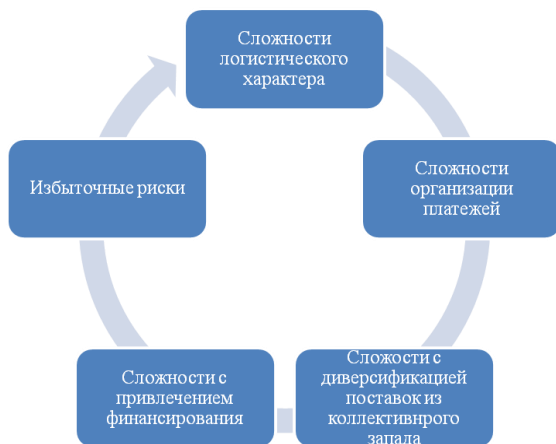 Сложности
логистического
характера
Сложности
организации
платежей
Сложости с
диверсификацией
поставок из
коллективнрого
запада
Сложности с
привлечением
финансирования
Избыточные риски